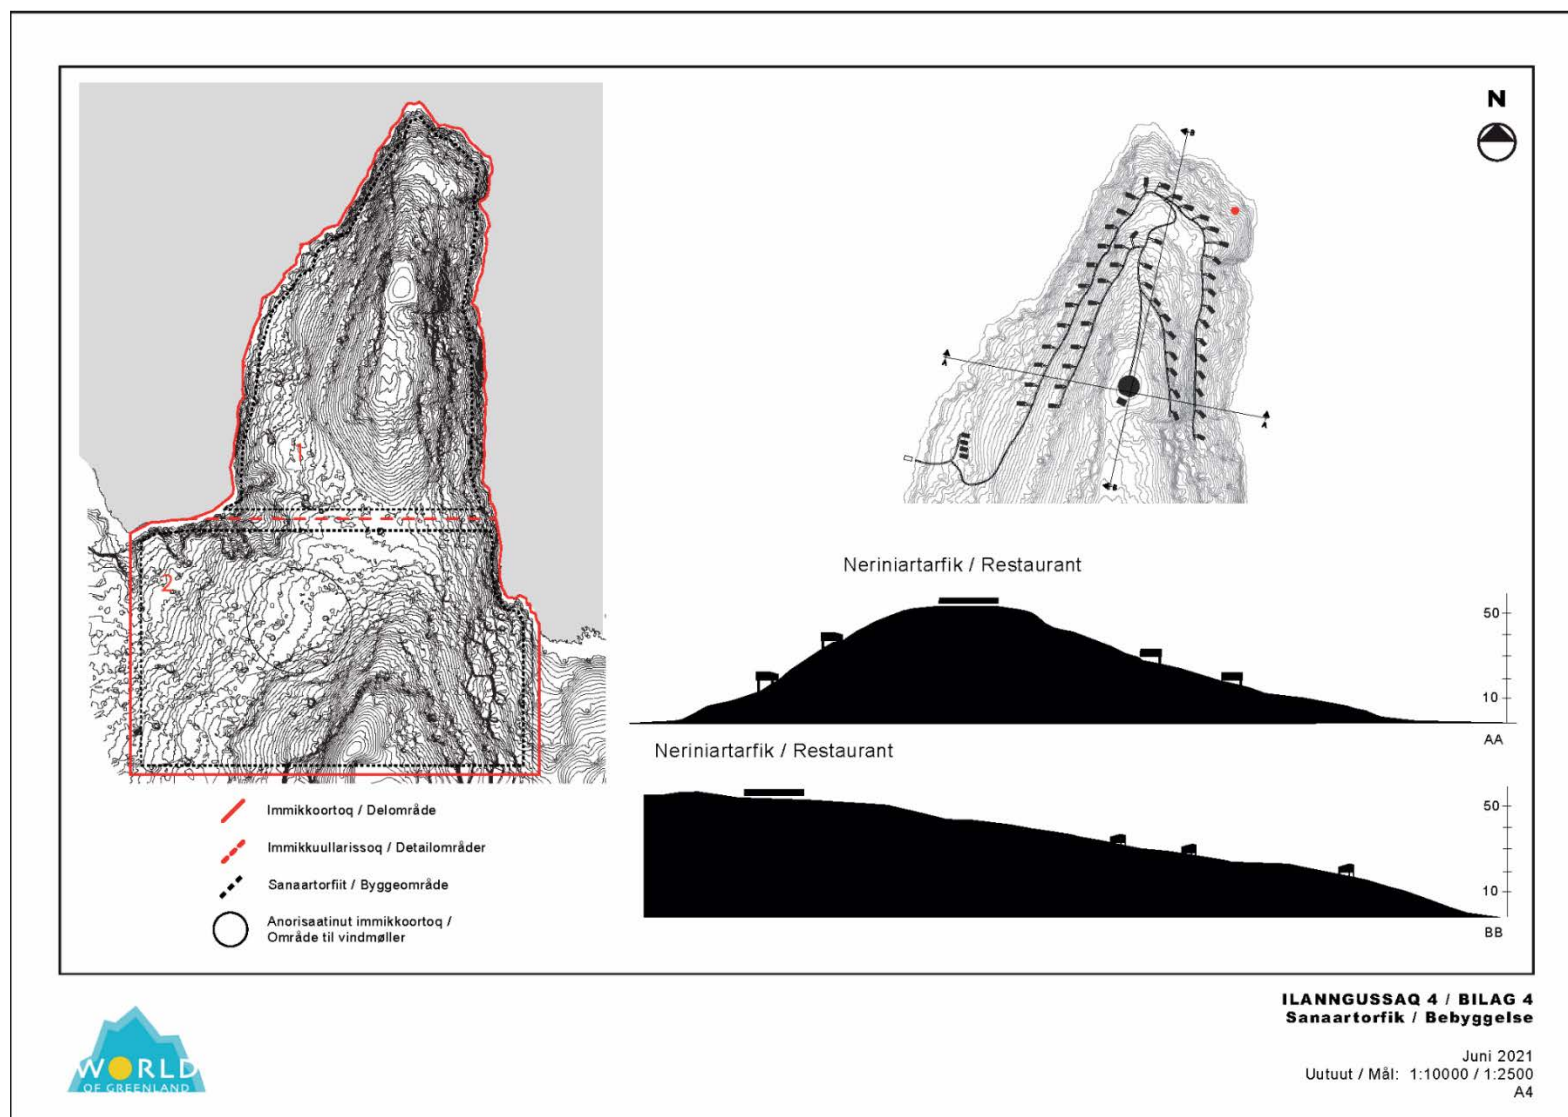 N
1
2
B
A
A
B
Neriniartarfik / Restaurant
50
10
AA
Neriniartarfik / Restaurant
50
10
BB
Immikkoortoq / Delområde
Immikkuullarissoq / Detailområder
Sanaartorfiit / Byggeområde
Anorisaatinut immikkoortoq /
Område til vindmøller
ILANNGUSSAQ 4 / BILAG 4
Sanaartorfik / Bebyggelse
Juni 2021
Uutuut / Mål: 1:10000 / 1:2500
A4
WORLD
OF GREENLAND